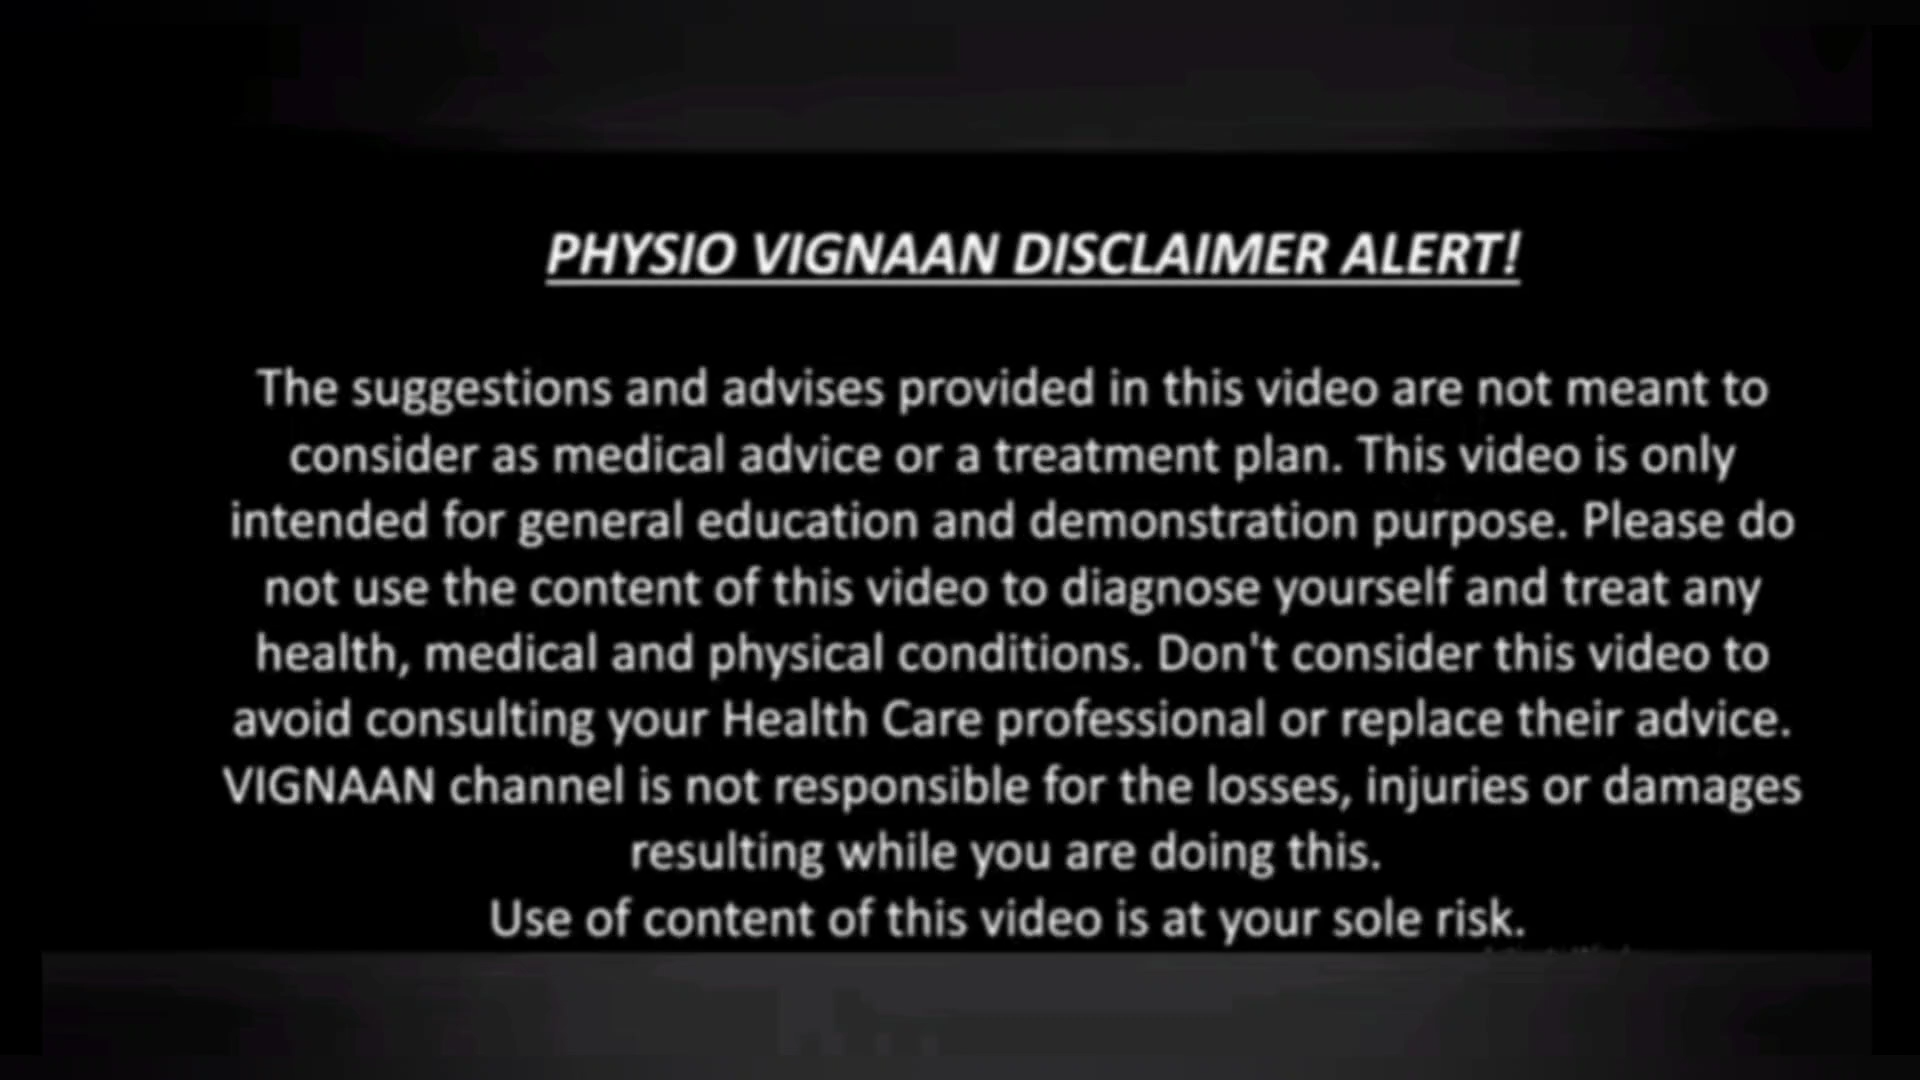 PHYSIO VIGNAAN DISCLAIMER ALERT!
The suggestions and advises provided in this video are not meant to
consider as medical advice or a treatment plan. This video is only
intended for general education and demonstration purpose. Please do
not use the content of this video to diagnose yourself and treat any
health, medical and physical conditions. Don't consider this video to
avoid consulting your Health Care professional or replace their advice.
VIGNAAN channel is not responsible for the losses, injuries or damages
resulting while you are doing this.
Use of content of this video is at your sole risk.